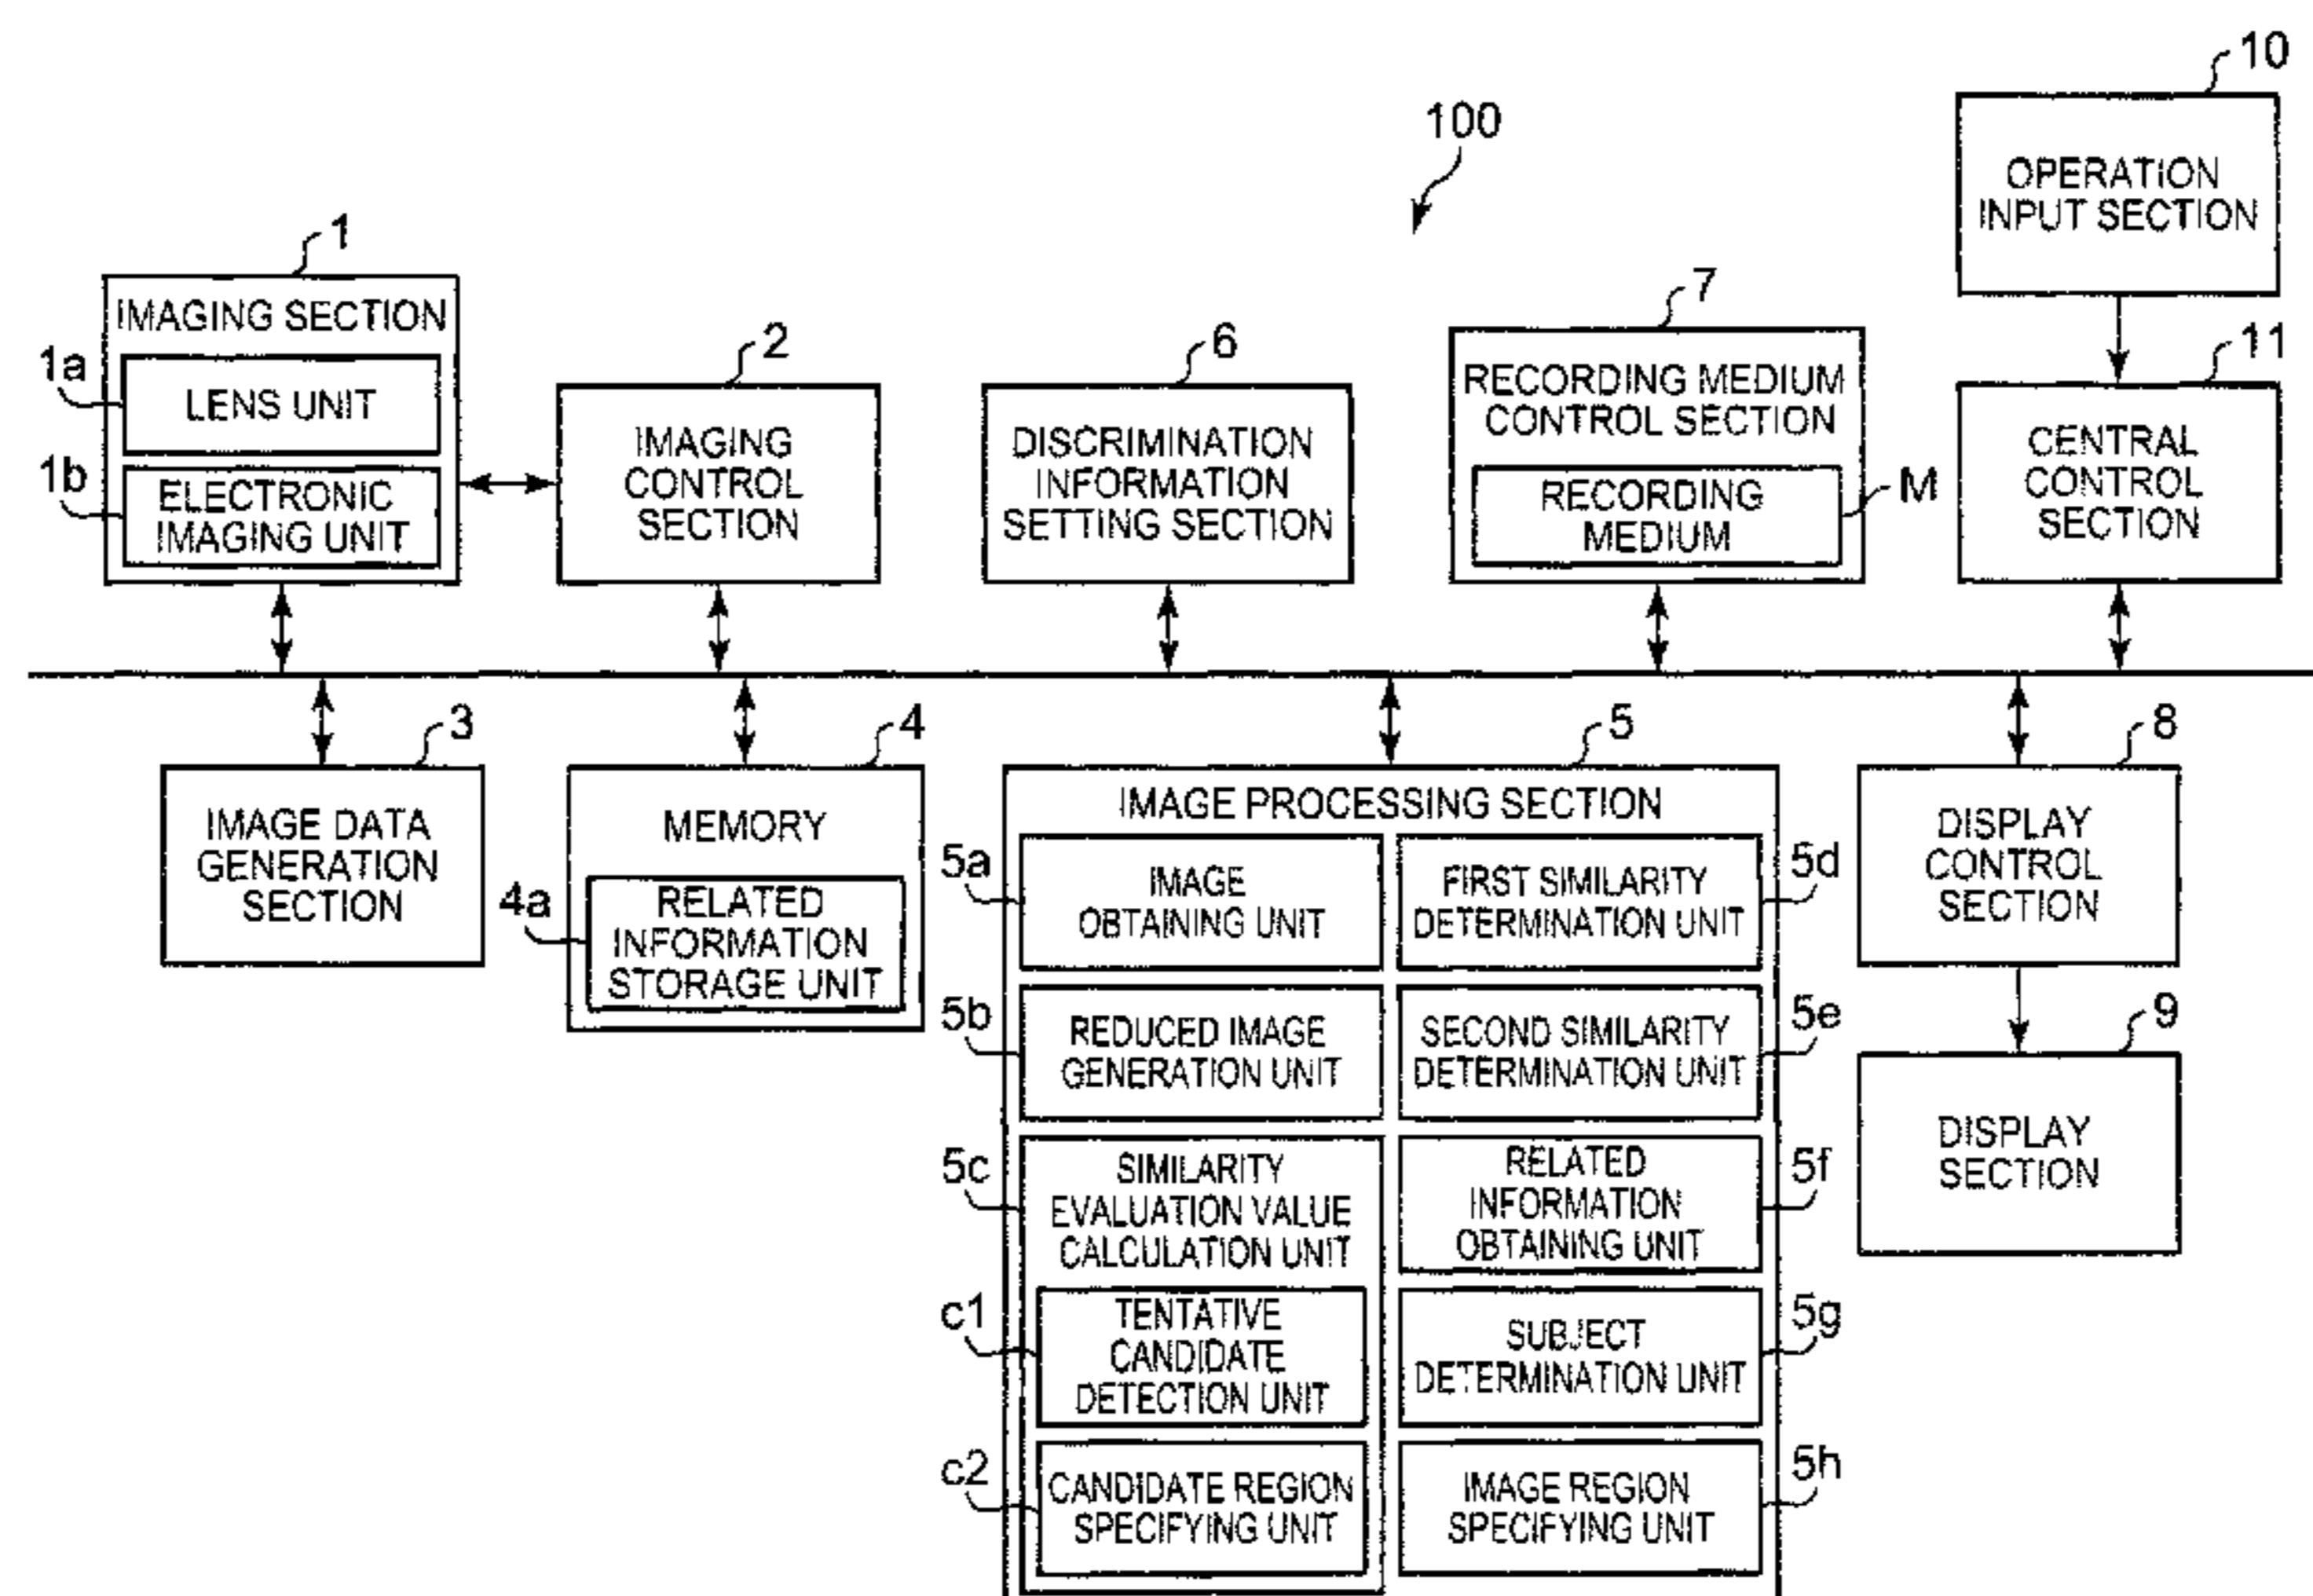 10
100
OPERATION
INPUT SECTION
1
IMAGING SECTION
1a
LENS UNIT
1b
ELECTRONIC
IMAGING UNIT
2
IMAGING
CONTROL
SECTION
6
DISCRIMINATION
INFORMATION
SETTING SECTION
7
RECORDING MEDIUM
CONTROL SECTION
RECORDING
MEDIUM
M
11
CENTRAL
CONTROL
SECTION
3
IMAGE DATA
GENERATION
SECTION
4
MEMORY
4a
RELATED
INFORMATION
STORAGE UNIT
5
IMAGE PROCESSING SECTION
5a
IMAGE
OBTAINING UNIT
5b
REDUCED IMAGE
GENERATION UNIT
5c
SIMILARITY
EVALUATION VALUE
CALCULATION UNIT
c1
TENTATIVE
CANDIDATE
DETECTION UNIT
c2
CANDIDATE REGION
SPECIFYING UNIT
FIRST SIMILARITY
DETERMINATION UNIT
5d
SECOND SIMILARITY
DETERMINATION UNIT
5e
RELATED
INFORMATION
OBTAINING UNIT
5f
SUBJECT
DETERMINATION UNIT
5g
IMAGE REGION
SPECIFYING UNIT
5h
8
DISPLAY
CONTROL
SECTION
9
DISPLAY
SECTION